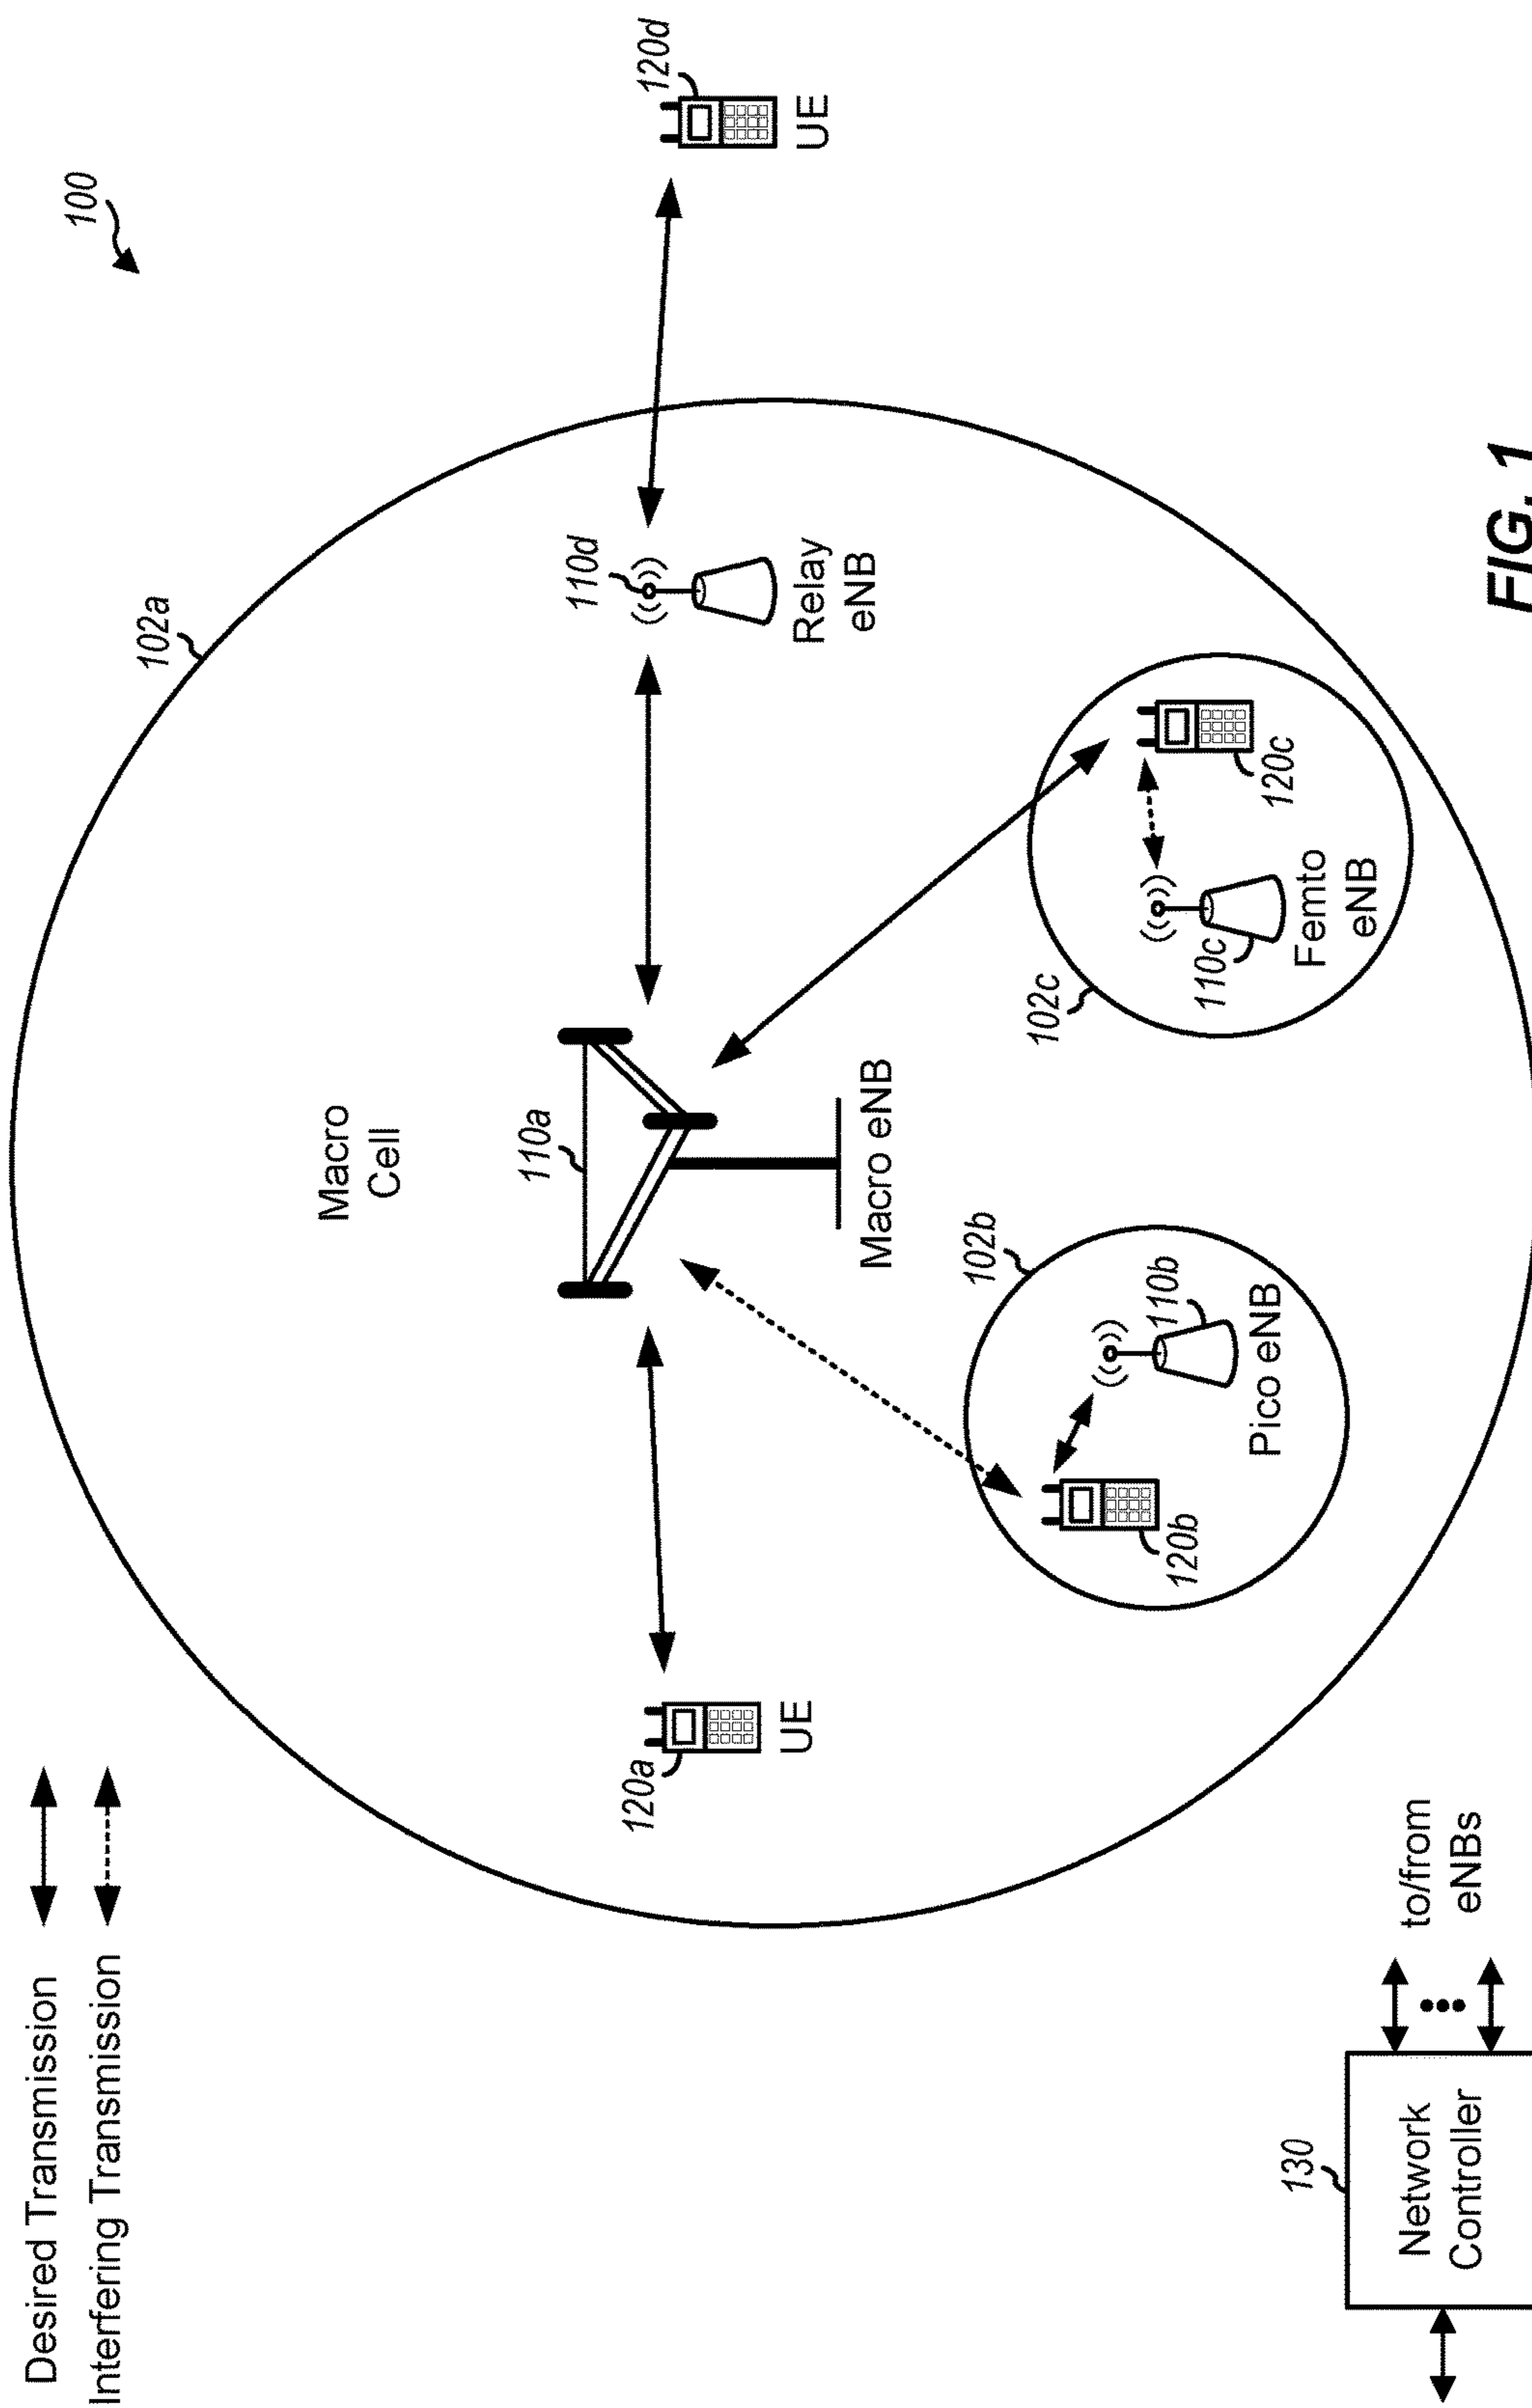 Desired Transmission
Interfering Transmission
100
102a
Macro
Cell
110a
Macro eNB
110d
Relay
eNB
120d
UE
120a
UE
102b
110b
Pico eNB
120b
102c
110c
Femto
eNB
120c
130
Network
Controller
to/from
eNBs
FIG. 1